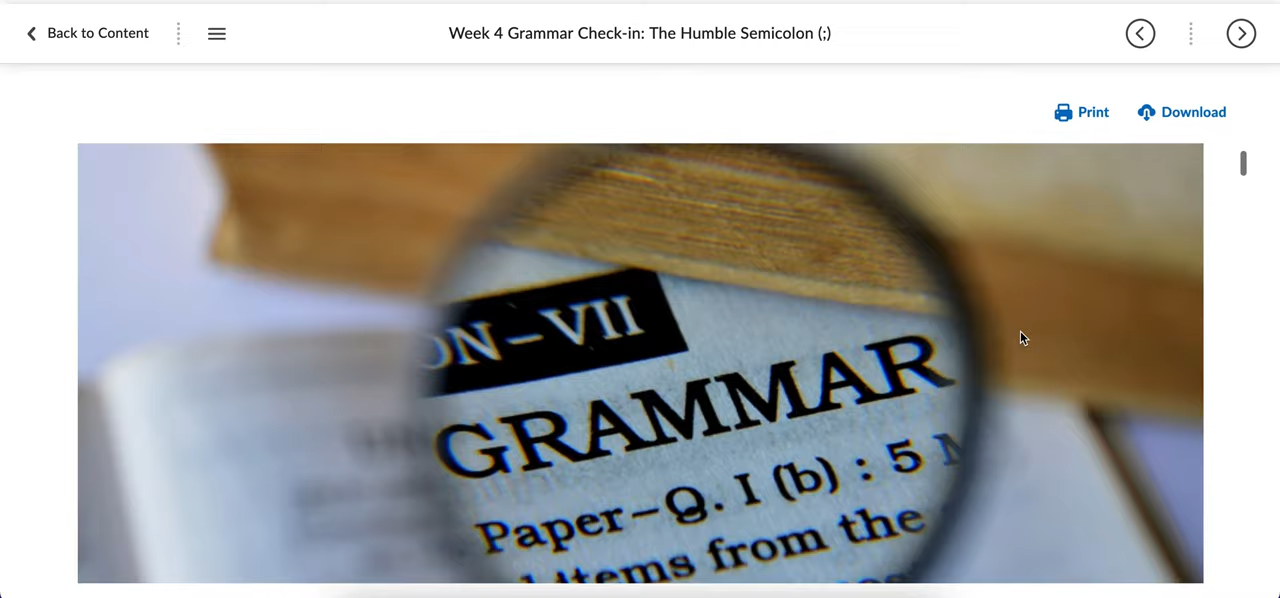 Back to Content
Week 4 Grammar Check-in: The Humble Semicolon (;)
Print
Download
ON-VII
GRAMMAR
Paper-Q. I (b) : 5
items from the